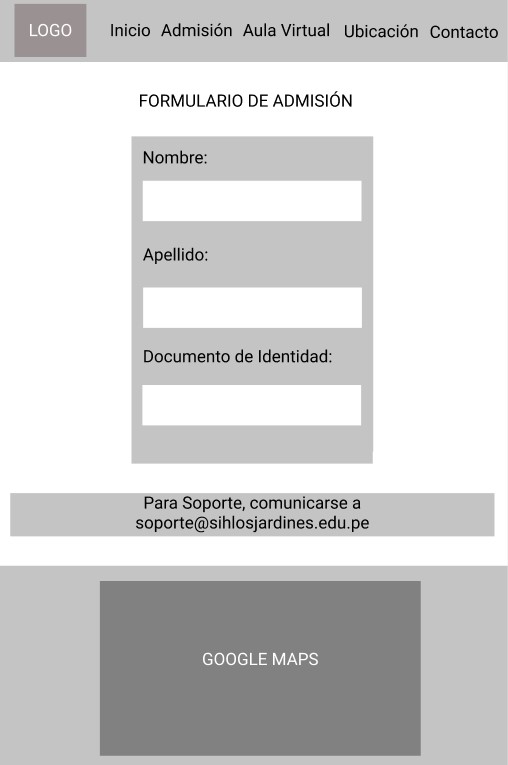 LOGO Inicio Admisión Aula Virtual Ubicación Contacto
FORMULARIO DE ADMISIÓN
Nombre:
Apellido:
Documento de Identidad:
Para Soporte, comunicarse a
soporte@sihlosjardines.edu.pe
GOOGLE MAPS